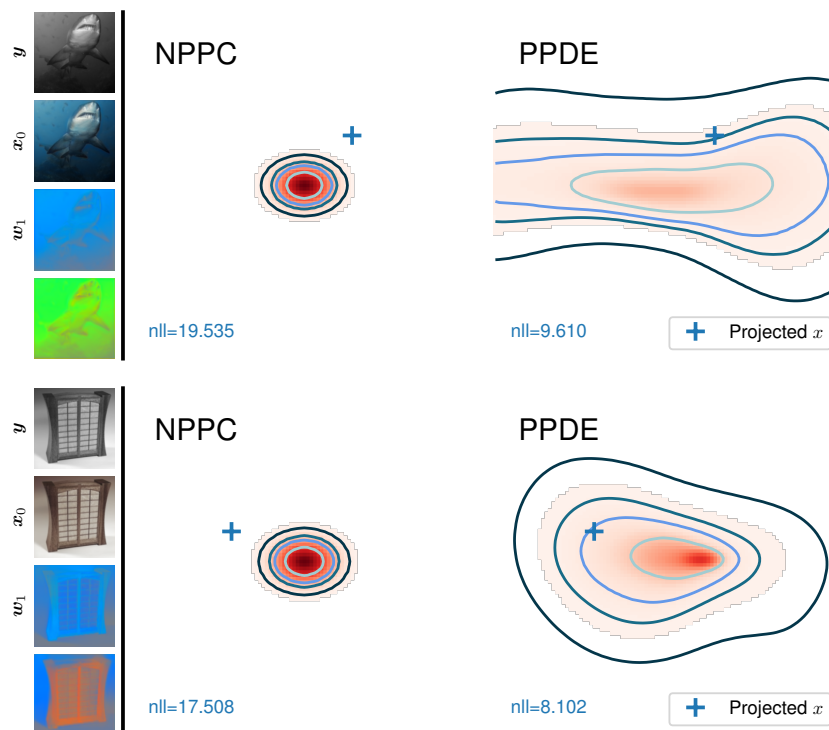 y
NPPC
PPDE
x₀
w₁
nll=19.535
nll=9.610
Projected x
y
NPPC
PPDE
x₀
w₁
nll=17.508
nll=8.102
Projected x